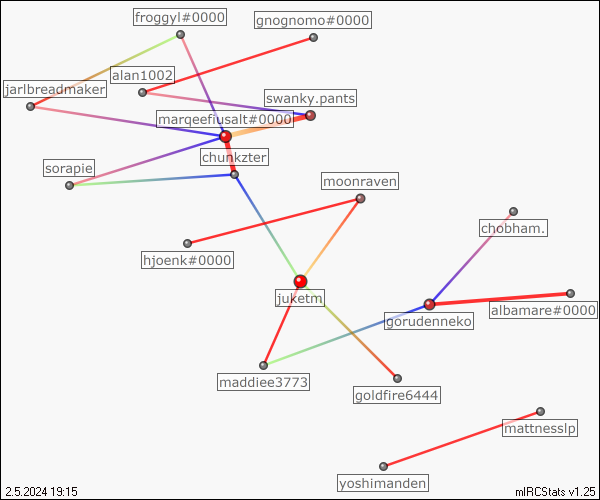 froggyl#0000
gnognomo#0000
alan1002
jarlbreadmaker
swanky.pants
marqeefiusalt#0000
chunkzter
sorapie
moonraven
chobham.
hjoenk#0000
juketm
albamare#0000
gorudenneko
maddiee3773
goldfire6444
mattnesslp
yoshimanden
2.5.2024 19:15
mIRCStats v1.25